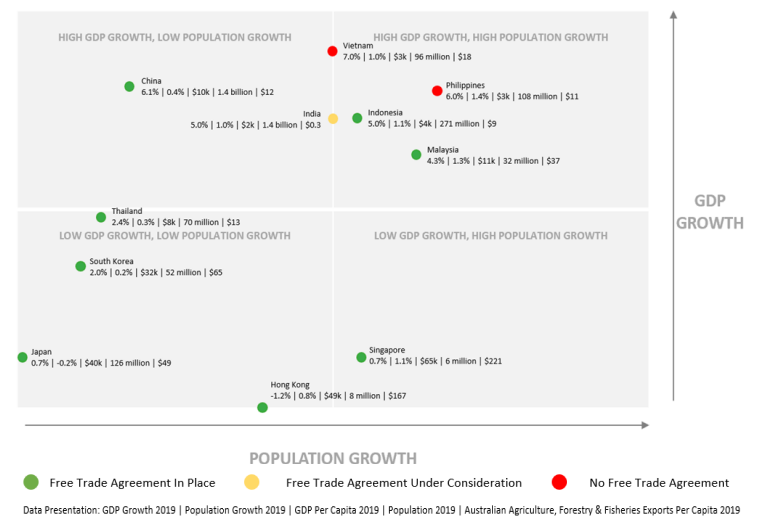 HIGH GDP GROWTH, LOW POPULATION GROWTH
HIGH GDP GROWTH, HIGH POPULATION GROWTH
Vietnam
7.0% | 1.0% | $3k | 96 million | $18
China
6.1% | 0.4% | $10k | 1.4 billion | $12
Philippines
6.0% | 1.4% | $3k | 108 million | $11
India
5.0% | 1.0% | $2k | 1.4 billion | $0.3
Indonesia
5.0% | 1.1% | $4k | 271 million | $9
Malaysia
4.3% | 1.3% | $11k | 32 million | $37
GDP
GROWTH
Thailand
2.4% | 0.3% | $8k | 70 million | $13
LOW GDP GROWTH, LOW POPULATION GROWTH
LOW GDP GROWTH, HIGH POPULATION GROWTH
South Korea
2.0% | 0.2% | $32k | 52 million | $65
Japan
0.7% | -0.2% | $40k | 126 million | $49
Singapore
0.7% | 1.1% | $65k | 6 million | $221
Hong Kong
-1.2% | 0.8% | $49k | 8 million | $167
POPULATION GROWTH
Free Trade Agreement In Place
Free Trade Agreement Under Consideration
No Free Trade Agreement
Data Presentation: GDP Growth 2019 | Population Growth 2019 | GDP Per Capita 2019 | Population 2019 | Australian Agriculture, Forestry & Fisheries Exports Per Capita 2019